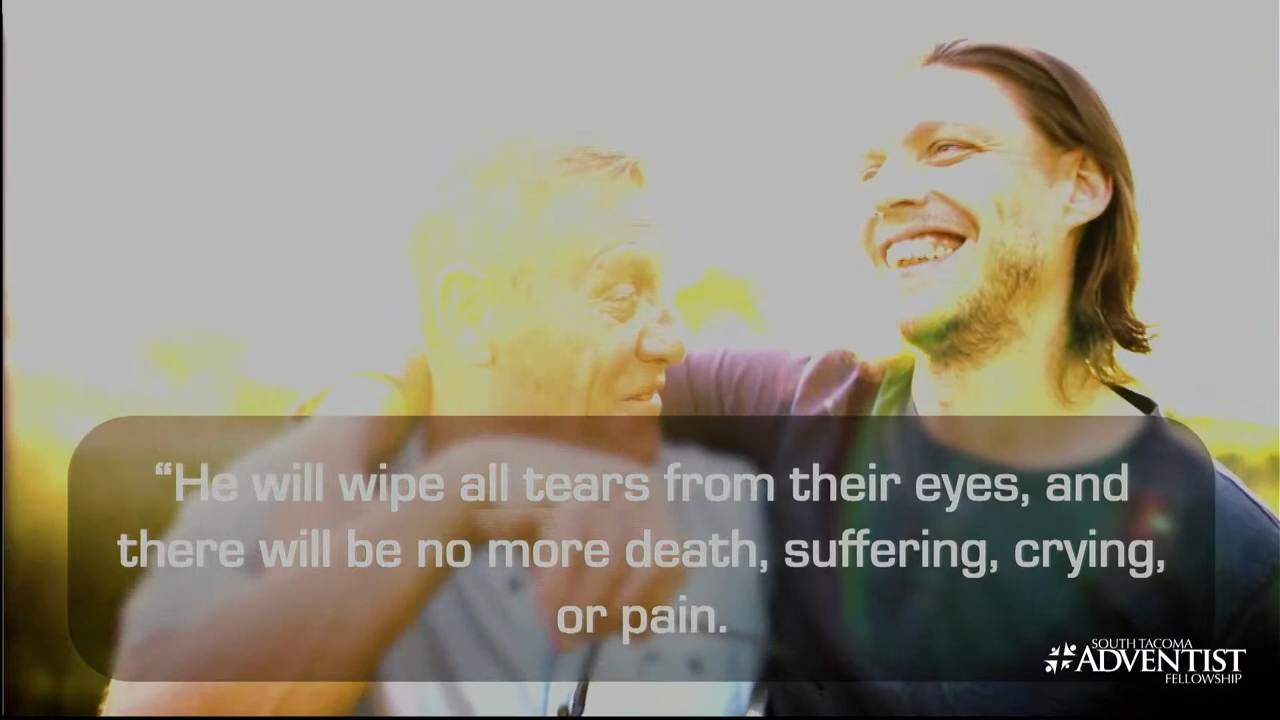 “He will wipe all tears from their eyes, and
there will be no more death, suffering, crying,
or pain.
SOUTH TACOMA
ADVENTIST
FELLOWSHIP